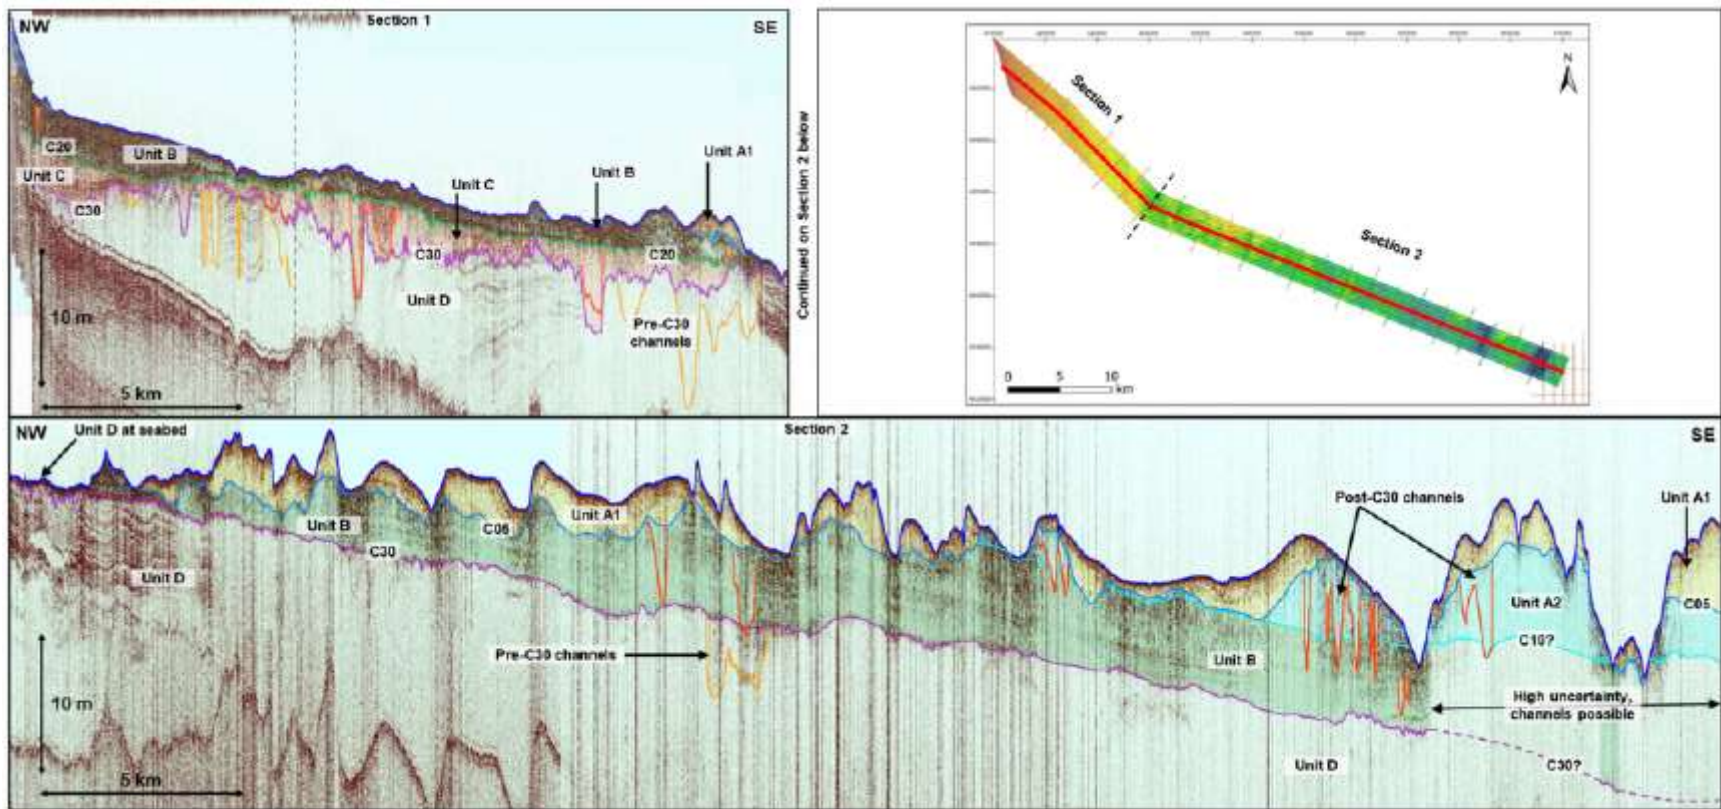 NW
Section 1
SE
C20
Unit B
Unit C
C30
10 m
5 km
Unit C
Unit B
Unit A1
C30
C20
Unit D
Pre-C30
channels
Continued on Section 2 below
Section 1
Section 2
N
0 5 10
km
NW
Unit D at seabed
Section 2
SE
Unit B
C30
C05
Unit A1
Unit D
Pre-C30 channels
10 m
5 km
Post-C30 channels
Unit A1
Unit A2
C05
C10?
Unit B
High uncertainty,
channels possible
Unit D
C30?